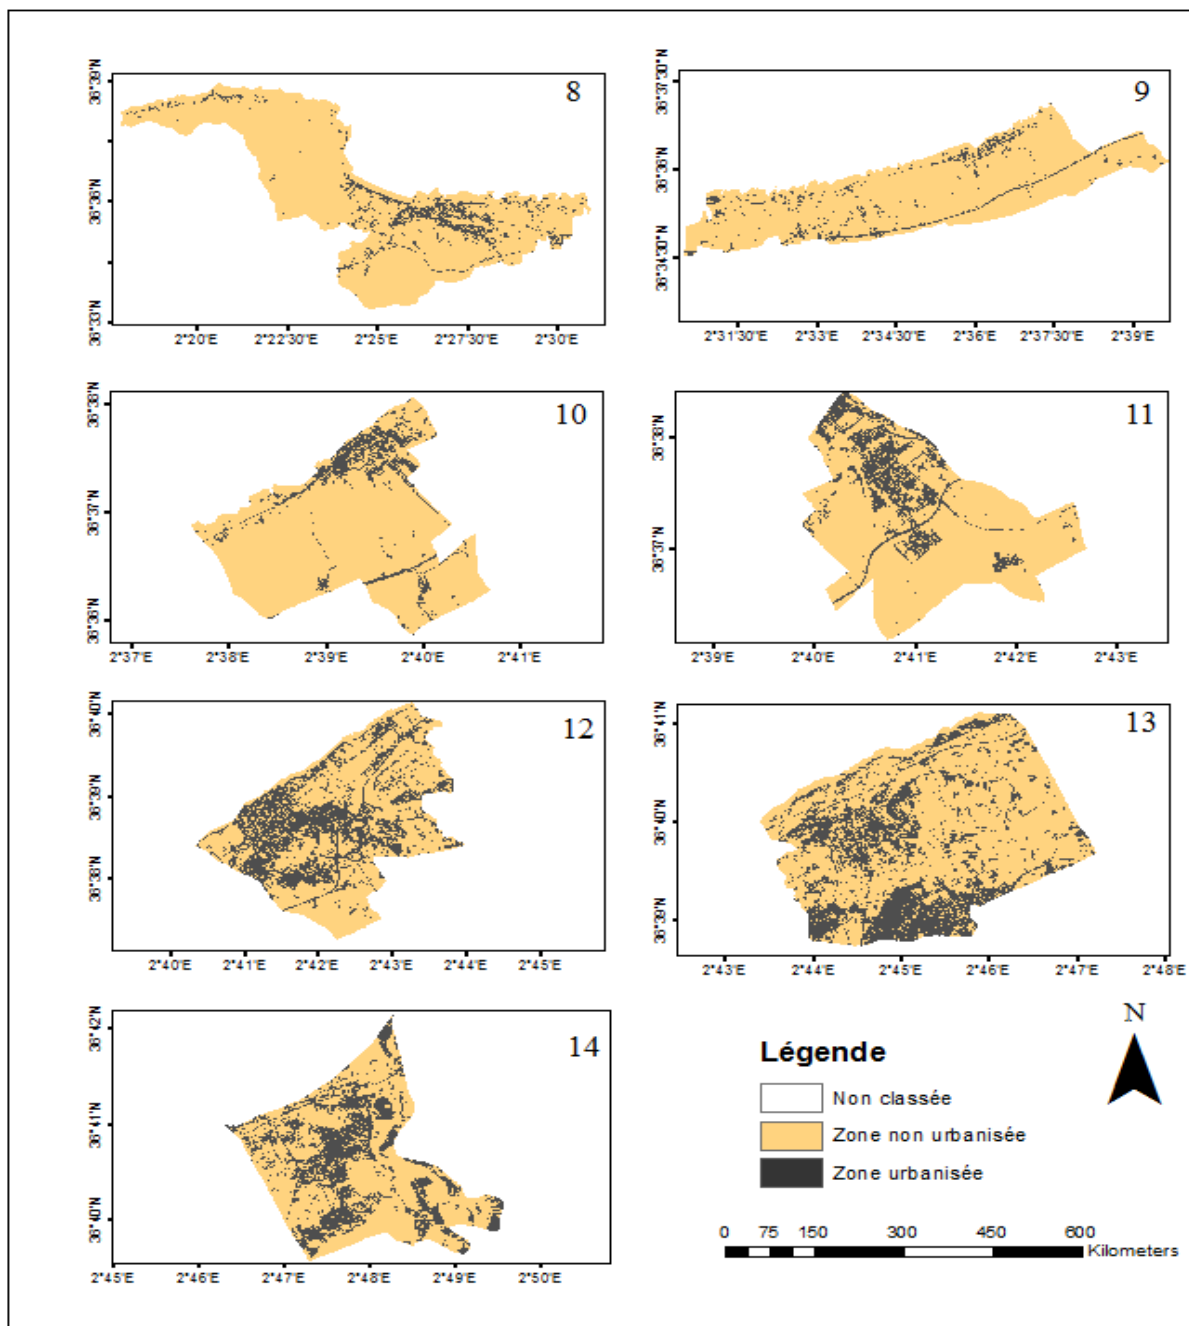 8
36°39'N
36°36'N
36°33'N
2°20'E 2°22'30"E 2°25'E 2°27'30"E 2°30'E
9
36°37'30"N
36°36'N
36°34'30"N
2°31'30"E 2°33'E 2°34'30"E 2°36'E 2°37'30"E 2°39'E
10
36°38'N
36°37'N
36°36'N
2°37'E 2°38'E 2°39'E 2°40'E 2°41'E
11
36°38'N
36°37'N
2°39'E 2°40'E 2°41'E 2°42'E 2°43'E
12
36°40'N
36°39'N
36°38'N
2°40'E 2°41'E 2°42'E 2°43'E 2°44'E 2°45'E
13
36°41'N
36°40'N
36°39'N
2°43'E 2°44'E 2°45'E 2°46'E 2°47'E 2°48'E
14
36°42'N
36°41'N
36°40'N
2°45'E 2°46'E 2°47'E 2°48'E 2°49'E 2°50'E
N
Légende
Non classée
Zone non urbanisée
Zone urbanisée
0 75 150 300 450 600
Kilometers